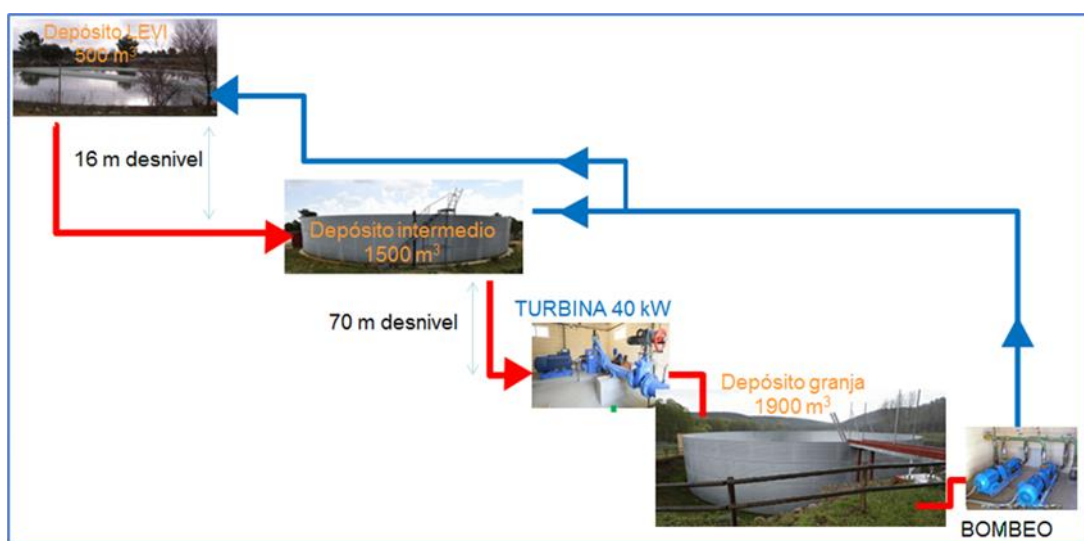 Depósito LEVI
500 m³
16 m desnivel
Depósito intermedio
1500 m³
70 m desnivel
TURBINA 40 kW
Depósito granja
1900 m³
BOMBEO